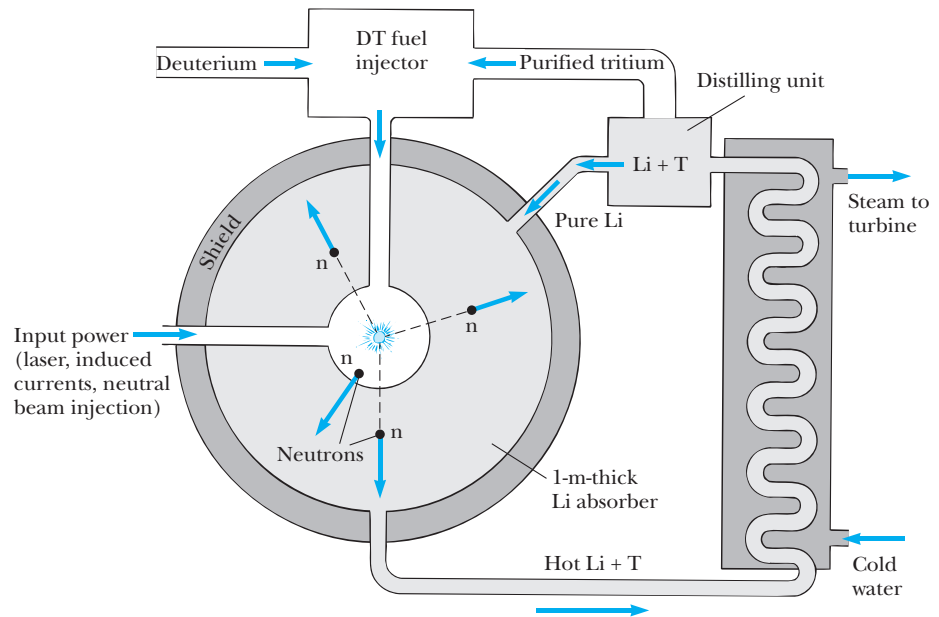 DT fuel
injector
Deuterium
Purified tritium
Distilling unit
Li + T
Pure Li
Steam to
turbine
Shield
n
n
n
n
Input power
(laser, induced
currents, neutral
beam injection)
Neutrons
1-m-thick
Li absorber
Hot Li + T
Cold
water